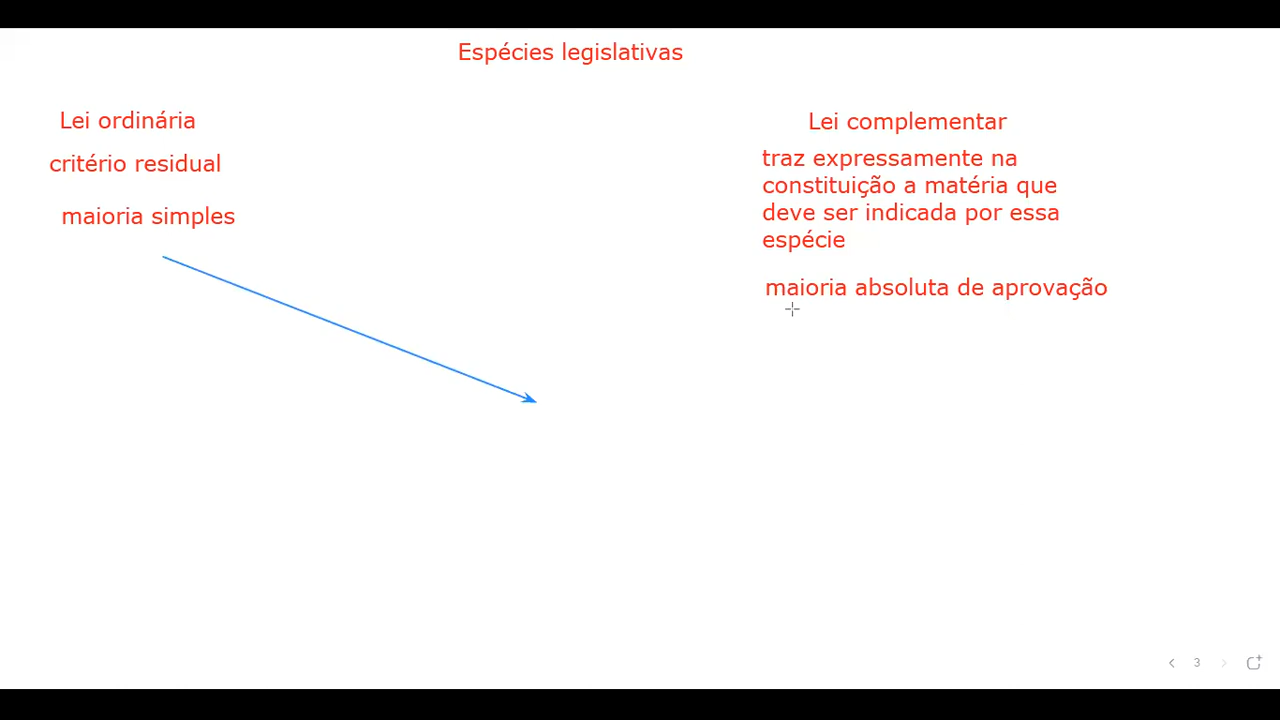 Espécies legislativas
Lei ordinária
critério residual
maioria simples
Lei complementar
traz expressamente na
constituição a matéria que
deve ser indicada por essa
espécie
maioria absoluta de aprovação
3